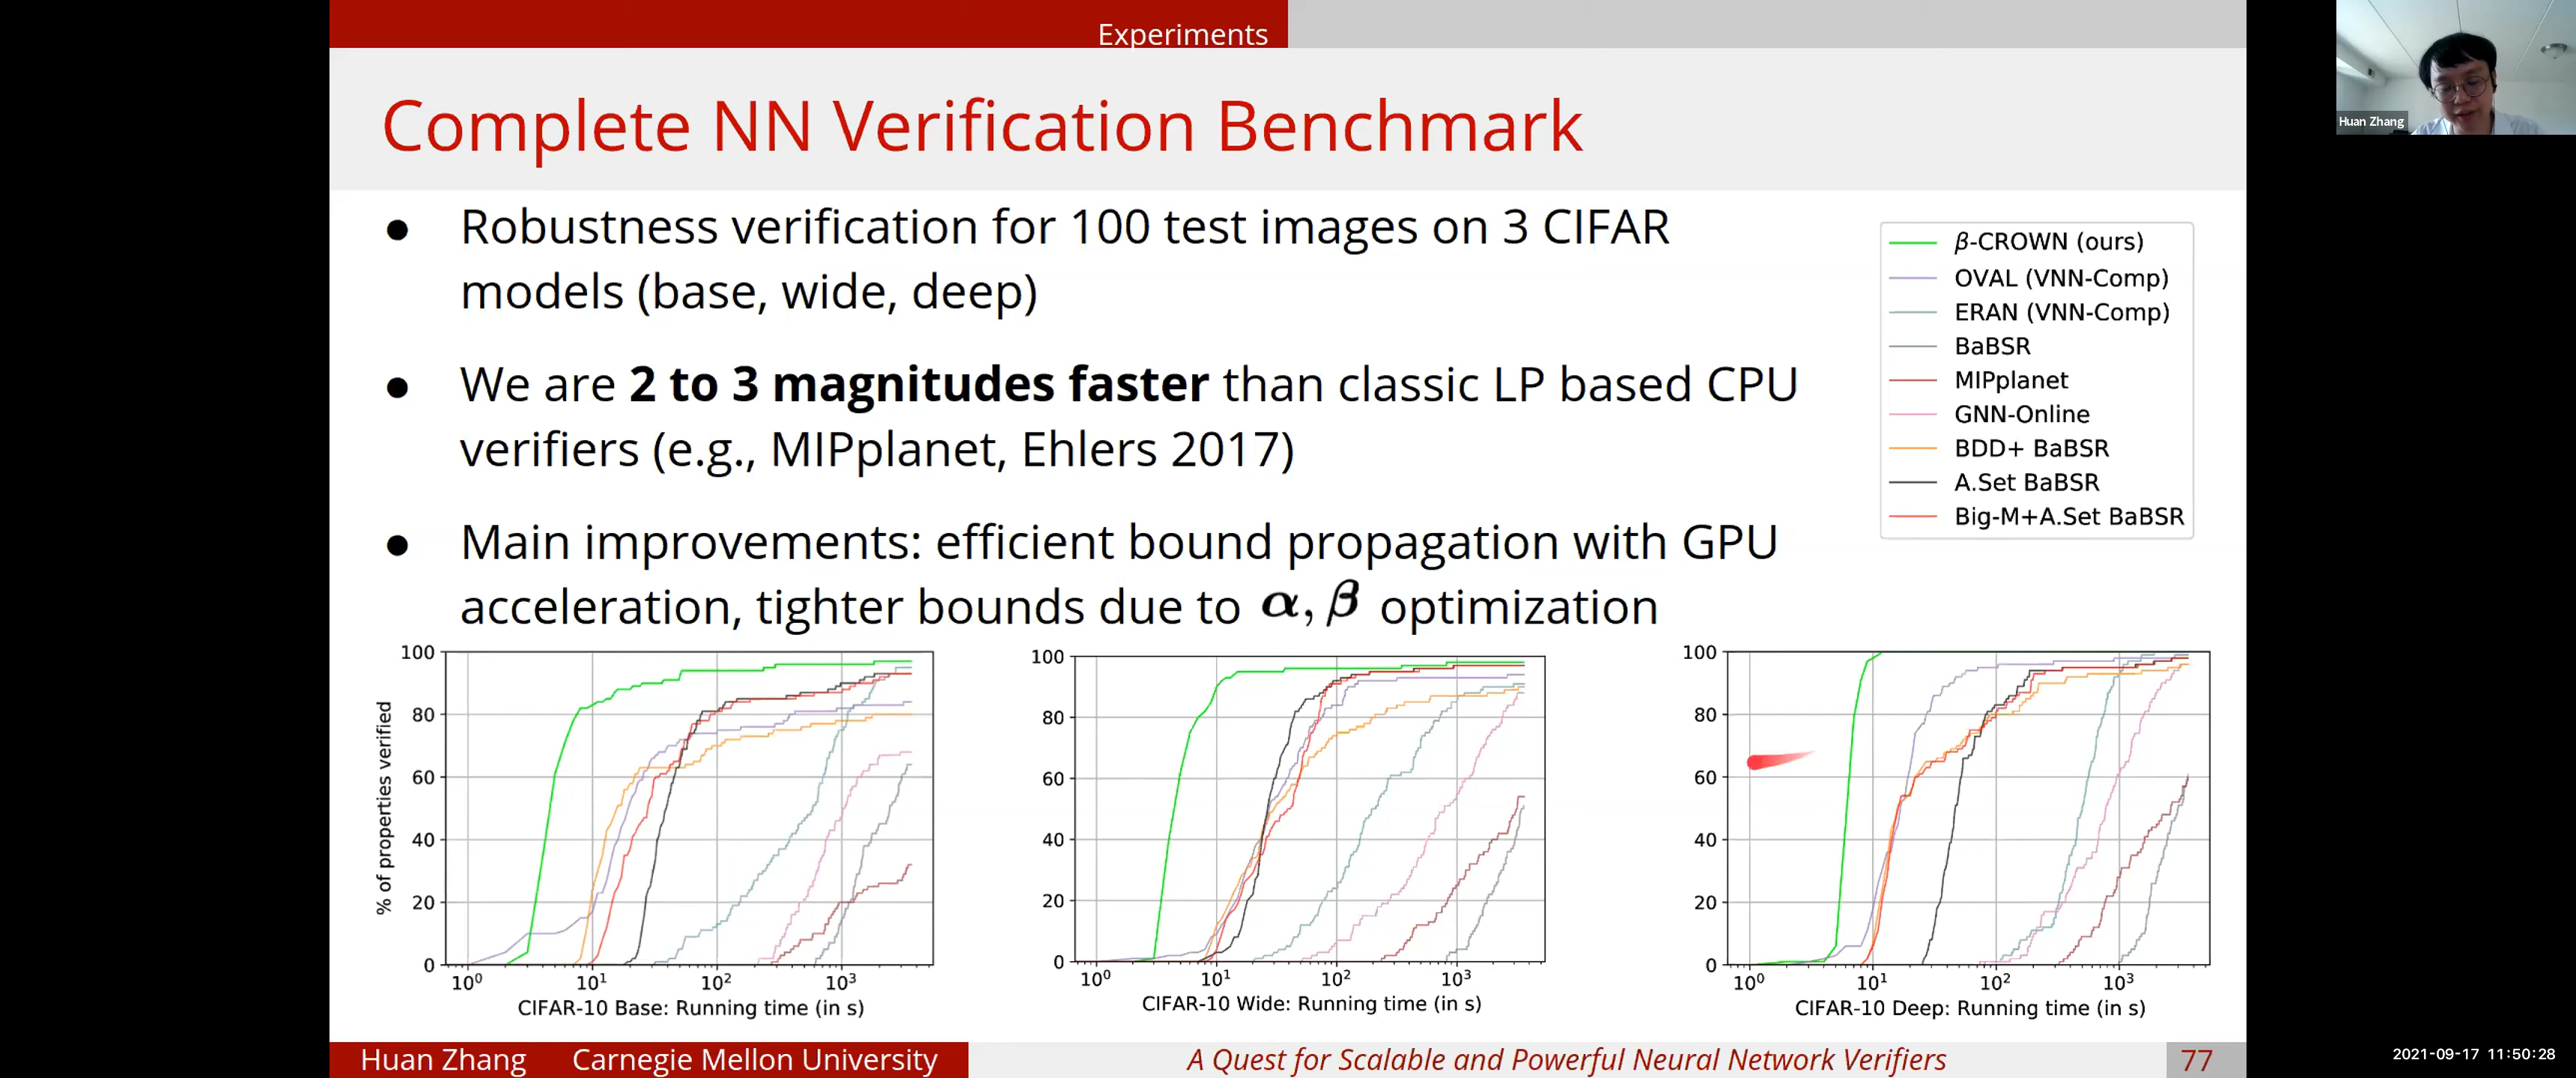 Experiments
Complete NN Verification Benchmark
Huan Zhang
● Robustness verification for 100 test images on 3 CIFAR
models (base, wide, deep)
● We are 2 to 3 magnitudes faster than classic LP based CPU
verifiers (e.g., MIPplanet, Ehlers 2017)
● Main improvements: efficient bound propagation with GPU
acceleration, tighter bounds due to α, β optimization
β-CROWN (ours)
OVAL (VNN-Comp)
ERAN (VNN-Comp)
BaBSR
MIPplanet
GNN-Online
BDD+ BaBSR
A.Set BaBSR
Big-M+A.Set BaBSR
% of properties verified
100
80
60
40
20
0
10⁰ 10¹ 10² 10³
CIFAR-10 Base: Running time (in s)
100
80
60
40
20
0
10⁰ 10¹ 10² 10³
CIFAR-10 Wide: Running time (in s)
100
80
60
40
20
0
10⁰ 10¹ 10² 10³
CIFAR-10 Deep: Running time (in s)
Huan Zhang Carnegie Mellon University
A Quest for Scalable and Powerful Neural Network Verifiers
77
2021-09-17 11:50:28